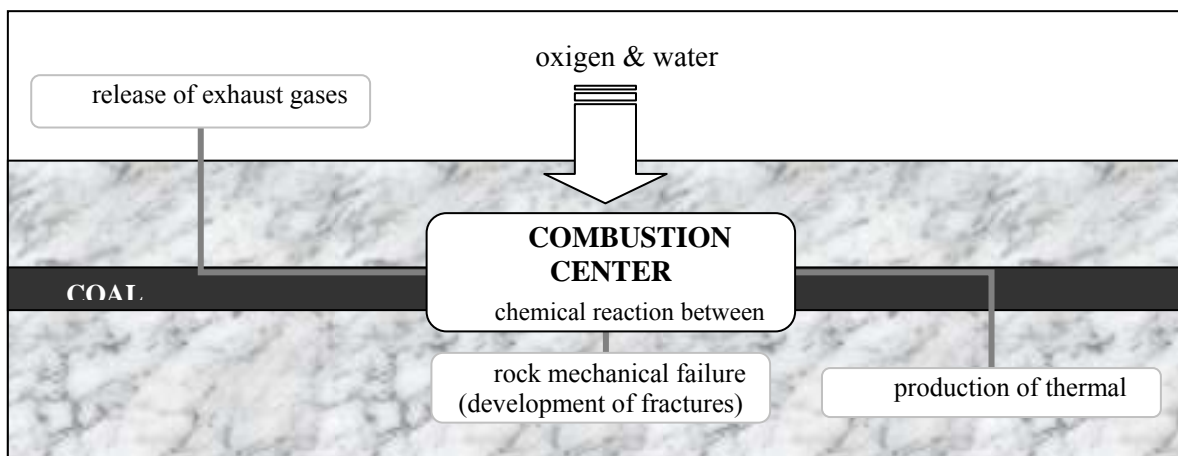 oxigen & water
release of exhaust gases
COMBUSTION
CENTER
chemical reaction between
COAL
rock mechanical failure
(development of fractures)
production of thermal